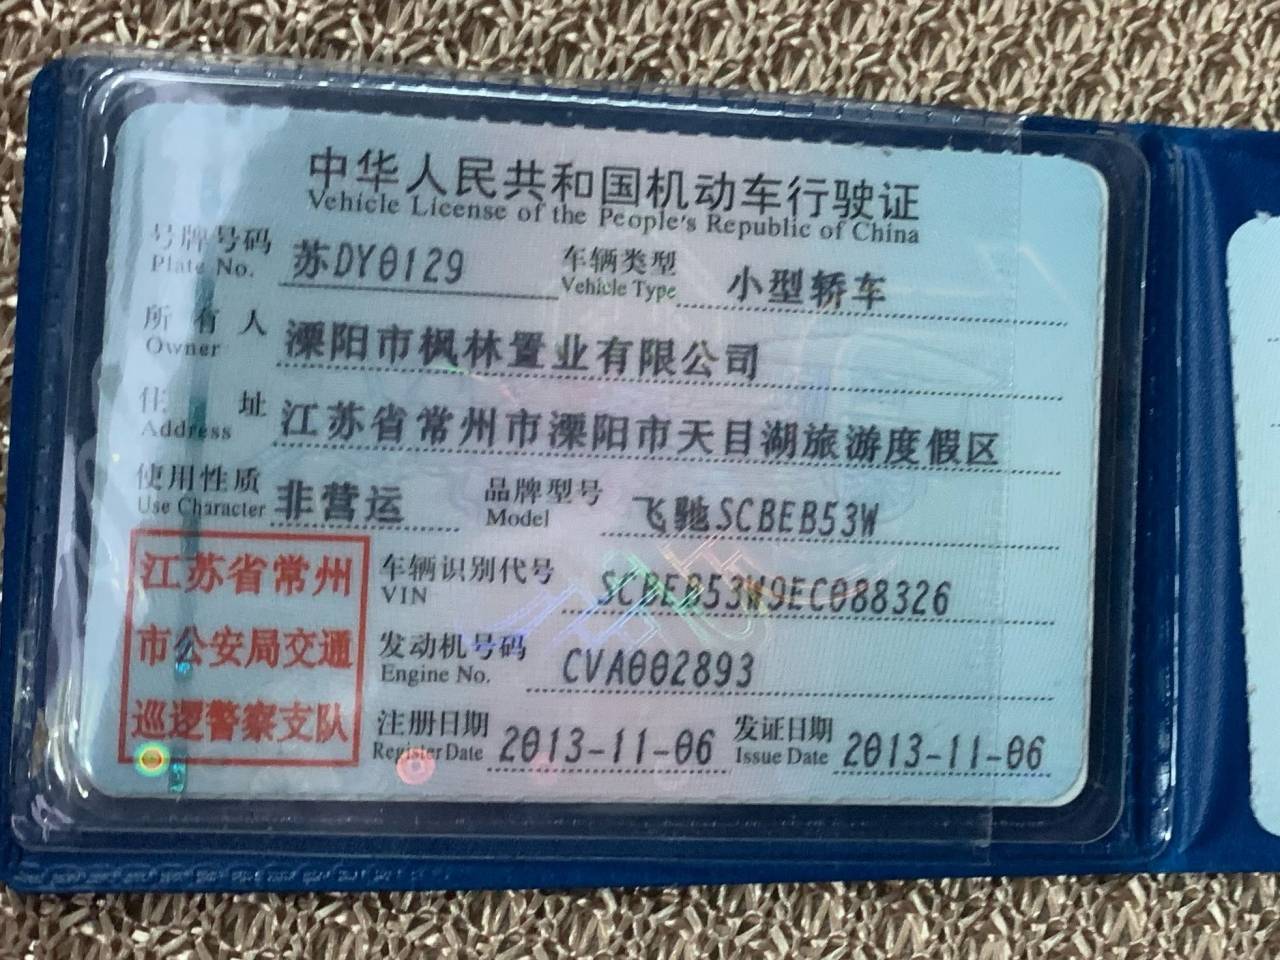 中华人民共和国机动车行驶证
Vehicle License of the People's Republic of China
号牌号码 苏DY0129 车辆类型 小型轿车
Plate No. Vehicle Type
所有人 溧阳市枫林置业有限公司
Owner
住址 江苏省常州市溧阳市天目湖旅游度假区
Address
使用性质 非营运 品牌型号 飞驰SCBEB53W
Use Character Model
江苏省常州
市公安局交通
巡逻警察支队
车辆识别代号 SCBEB53W9EC088326
VIN
发动机号码 CVA002893
Engine No.
注册日期 2013-11-06 发证日期 2013-11-06
Register Date Issue Date